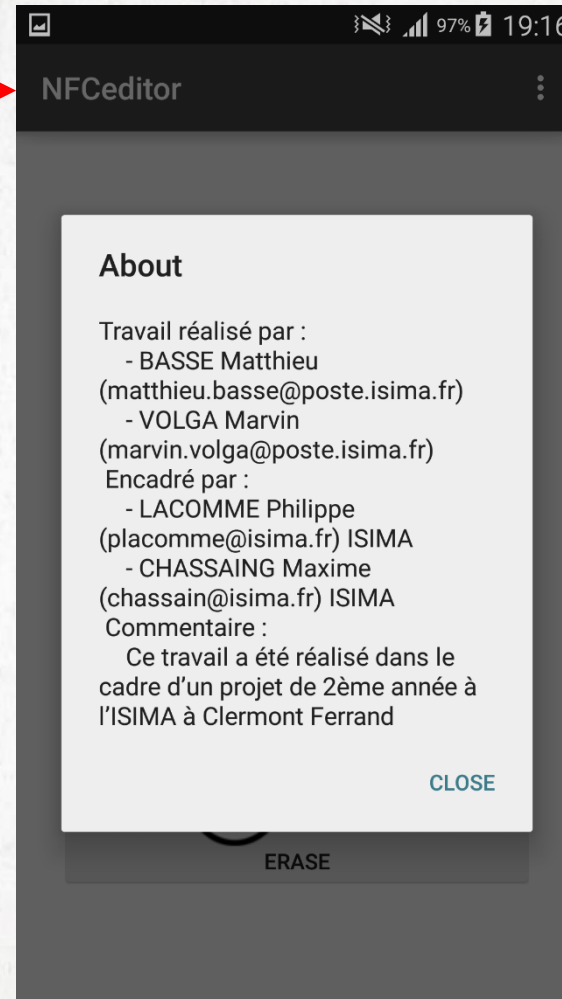 97% 19:16
NFCeditor
About
Travail réalisé par :
- BASSE Matthieu
(matthieu.basse@poste.isima.fr)
- VOLGA Marvin
(marvin.volga@poste.isima.fr)
Encadré par :
- LACOMME Philippe
(placomme@isima.fr) ISIMA
- CHASSAING Maxime
(chassain@isima.fr) ISIMA
Commentaire :
Ce travail a été réalisé dans le
cadre d'un projet de 2ème année à
l'ISIMA à Clermont Ferrand
CLOSE
ERASE